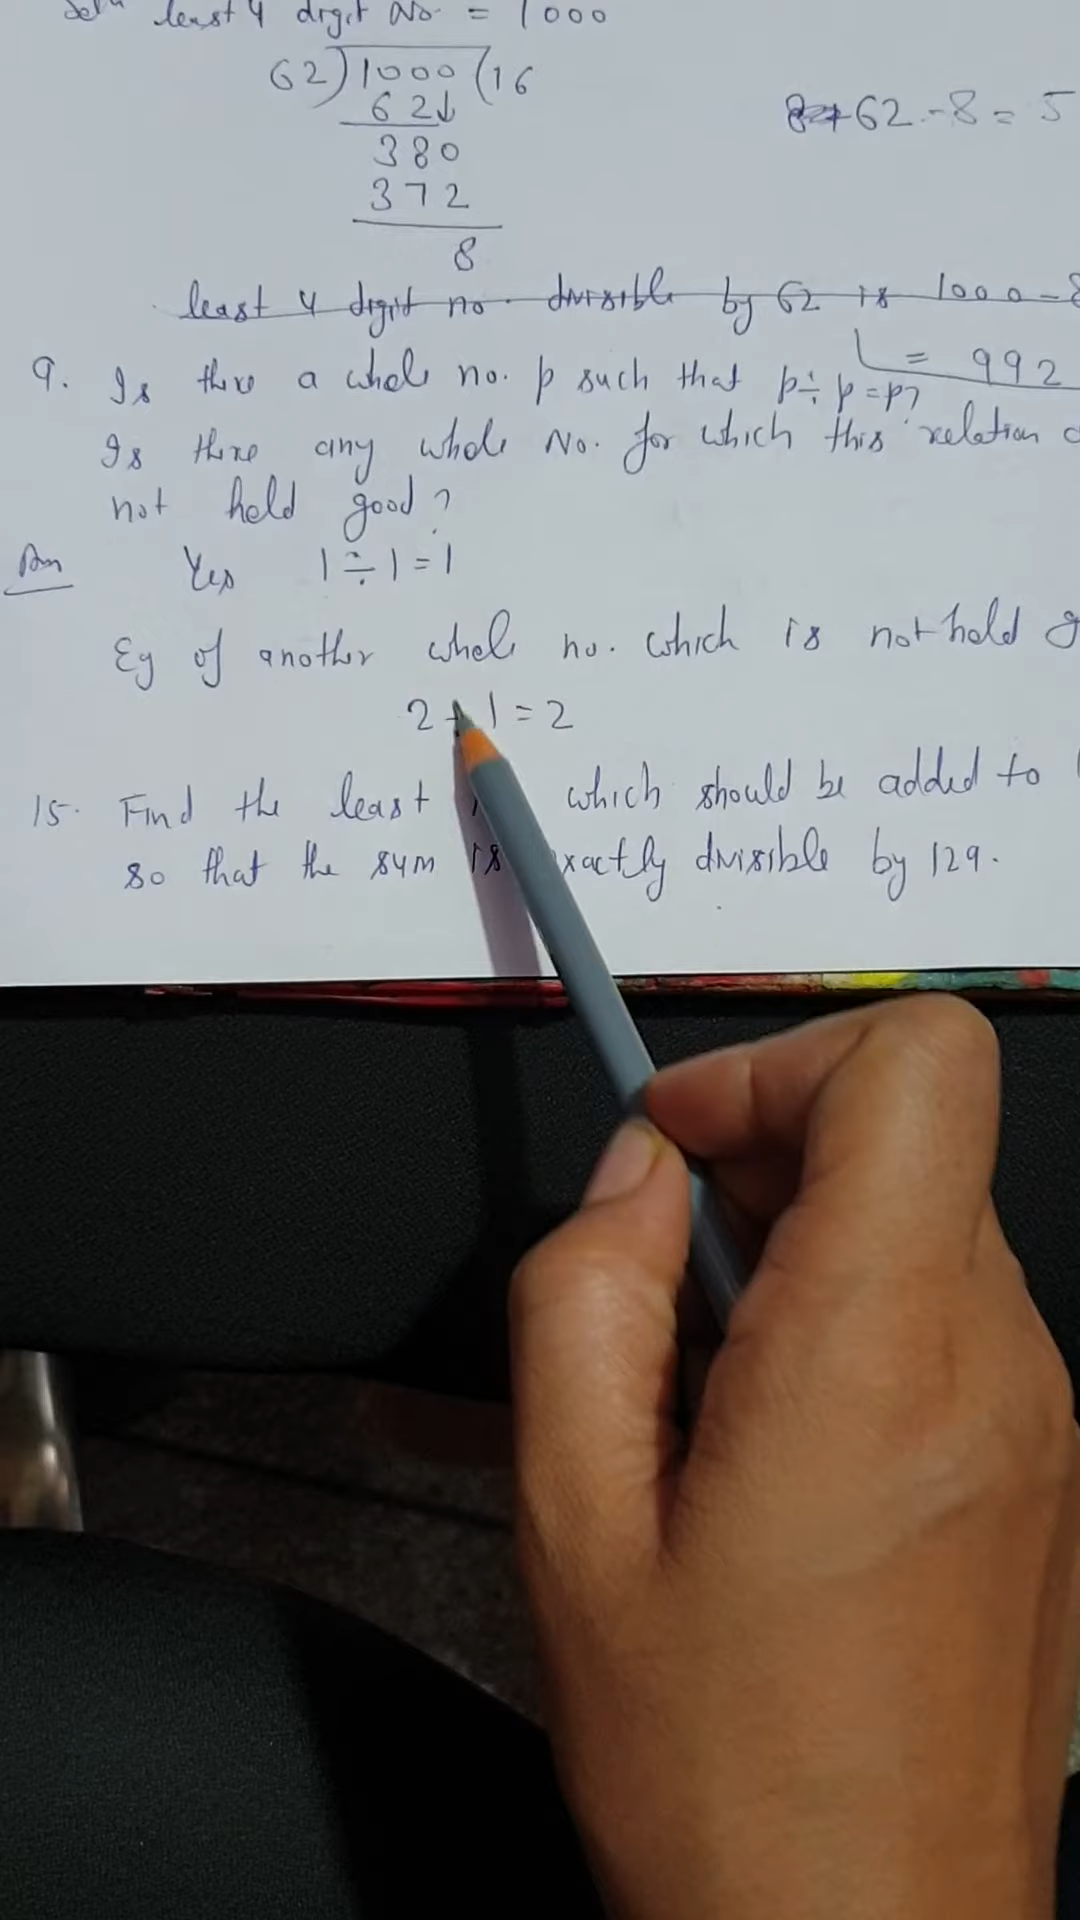 least 4 digit No. = 1000
62) 1000 (16
62↓
62 - 8 = 5
380
372
8
least 4 digit no. divisible by 62 is 1000 - 8
= 992
9. Is there a whole no. p such that p ÷ p = p?
Is there any whole No. for which this relation
not hold good?
Ans Yes 1 ÷ 1 = 1
Eg of another whole no. which is not hold g
2 ÷ 1 = 2
15. Find the least which should be added to
so that the sum is exactly divisible by 129.